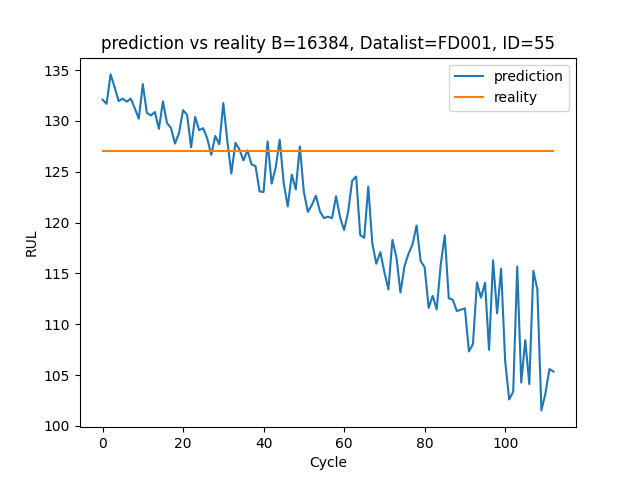 prediction vs reality B=16384, Datalist=FD001, ID=55
prediction
reality
RUL
135
130
125
120
115
110
105
100
0 20 40 60 80 100
Cycle